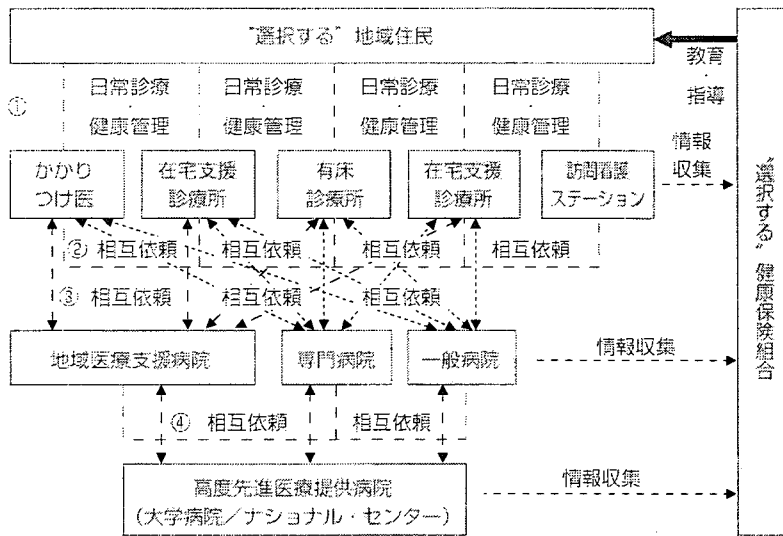 “選択する”地域住民
教育・指導
①
日常診療・健康管理
日常診療・健康管理
日常診療・健康管理
日常診療・健康管理
情報収集
かかりつけ医
在宅支援診療所
有床診療所
在宅支援診療所
訪問看護ステーション
② 相互依頼
相互依頼
相互依頼
相互依頼
③ 相互依頼
相互依頼
相互依頼
相互依頼
地域医療支援病院
専門病院
一般病院
情報収集
④ 相互依頼
相互依頼
高度先進医療提供病院
(大学病院/ナショナル・センター)
情報収集
“選択する”健康保険組合